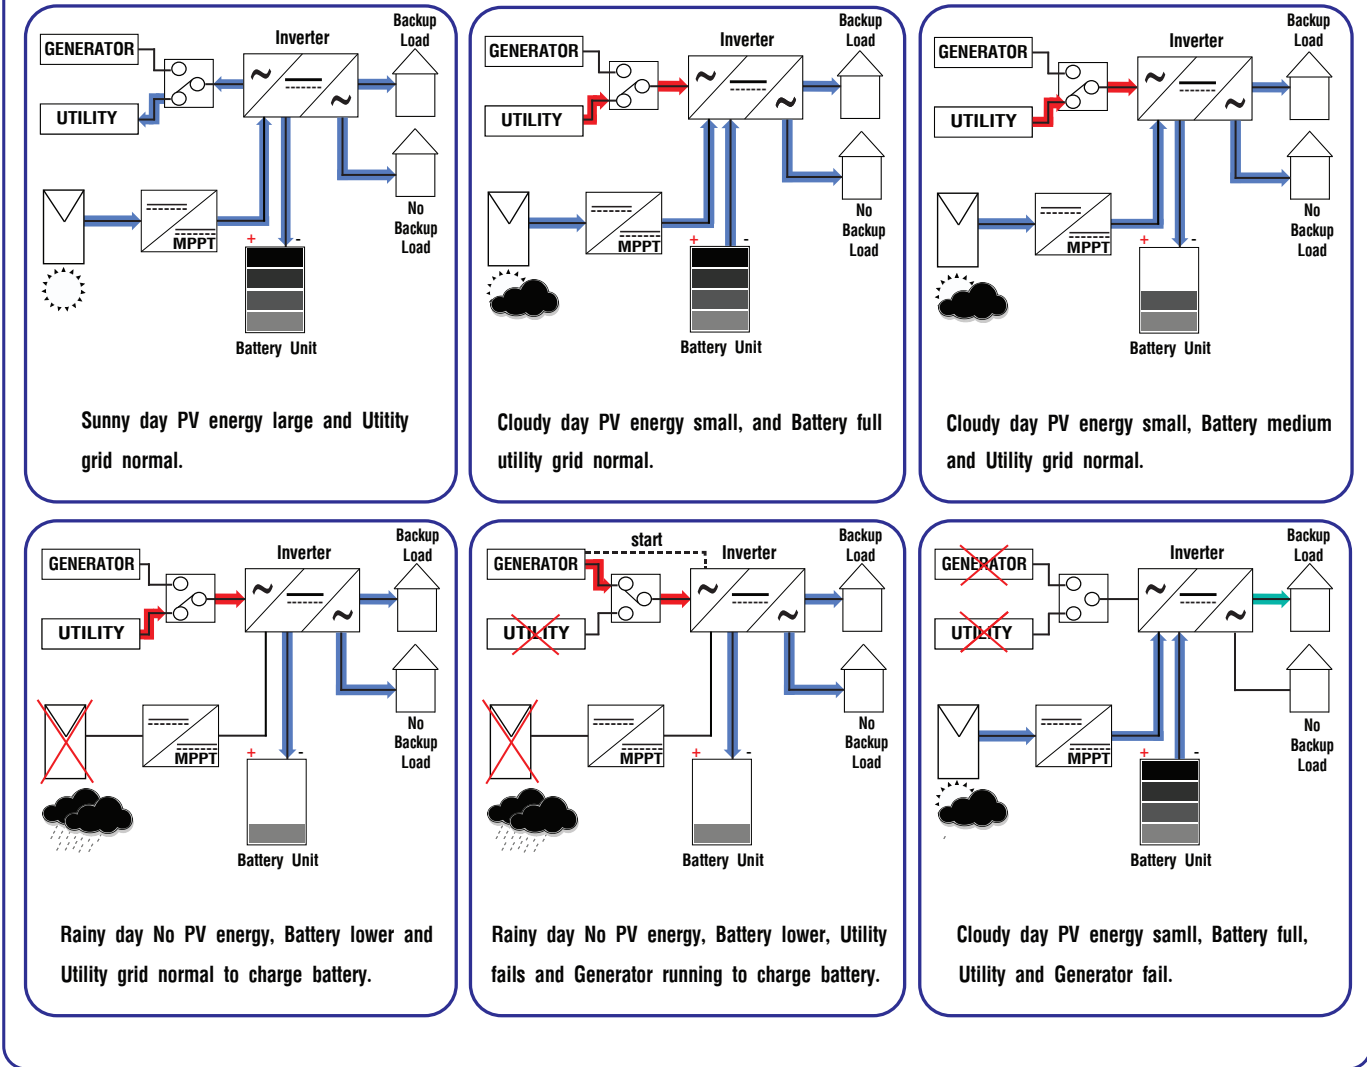 Backup
Load
Inverter
GENERATOR
UTILITY
No
Backup
Load
MPPT
+ -
Battery Unit
Sunny day PV energy large and Utitity
grid normal.
Backup
Load
Inverter
GENERATOR
UTILITY
No
Backup
Load
MPPT
+ -
Battery Unit
Cloudy day PV energy small, and Battery full
utility grid normal.
Backup
Load
Inverter
GENERATOR
UTILITY
No
Backup
Load
MPPT
+ -
Battery Unit
Cloudy day PV energy small, Battery medium
and Utility grid normal.
Backup
Load
Inverter
GENERATOR
UTILITY
No
Backup
Load
MPPT
+ -
Battery Unit
Rainy day No PV energy, Battery lower and
Utility grid normal to charge battery.
Backup
Load
start
Inverter
GENERATOR
UTILITY
No
Backup
Load
MPPT
+ -
Battery Unit
Rainy day No PV energy, Battery lower, Utility
fails and Generator running to charge battery.
Backup
Load
Inverter
GENERATOR
UTILITY
No
Backup
Load
MPPT
+ -
Battery Unit
Cloudy day PV energy samll, Battery full,
Utility and Generator fail.